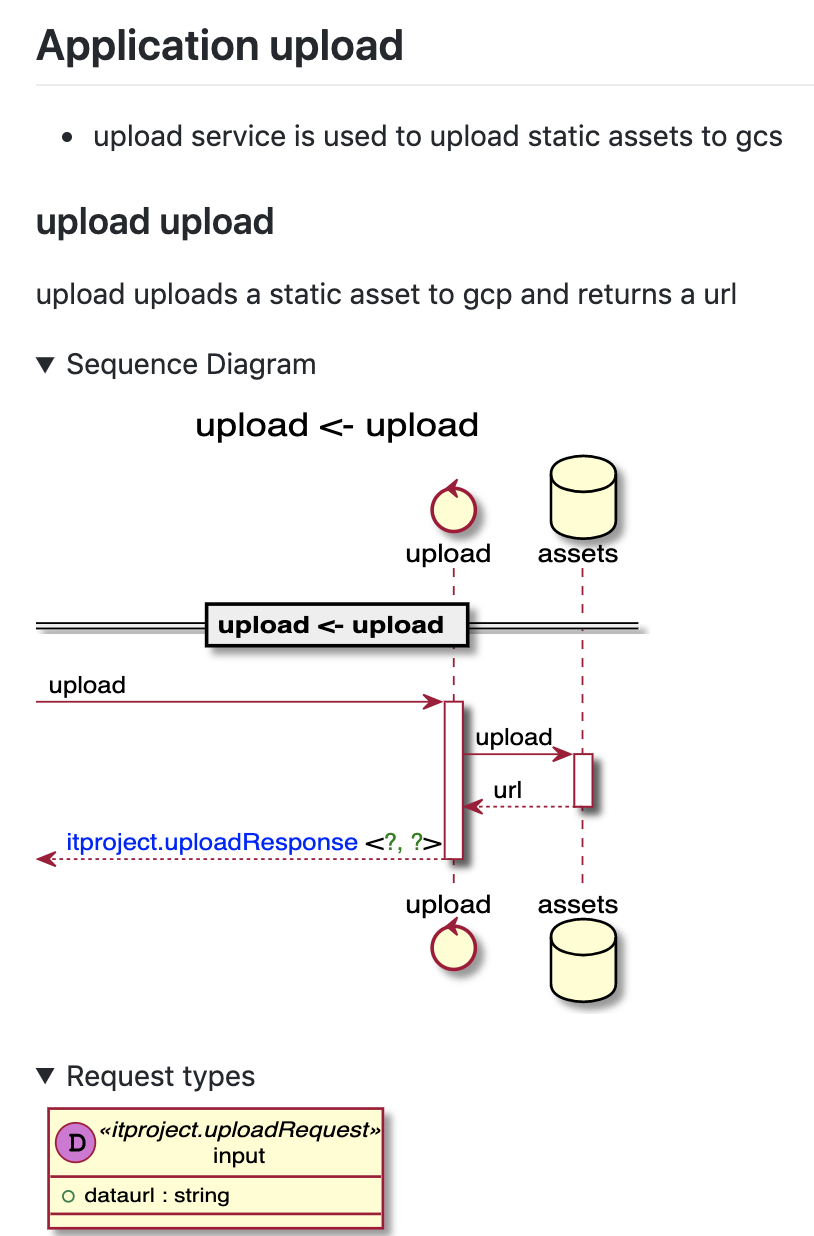 Application upload
• upload service is used to upload static assets to gcs
upload upload
upload uploads a static asset to gcp and returns a url
▼ Sequence Diagram
upload <- upload
upload assets
upload <- upload
upload
upload
url
itproject.uploadResponse <?, ?>
upload assets
▼ Request types
D «itproject.uploadRequest»
input
dataurl : string